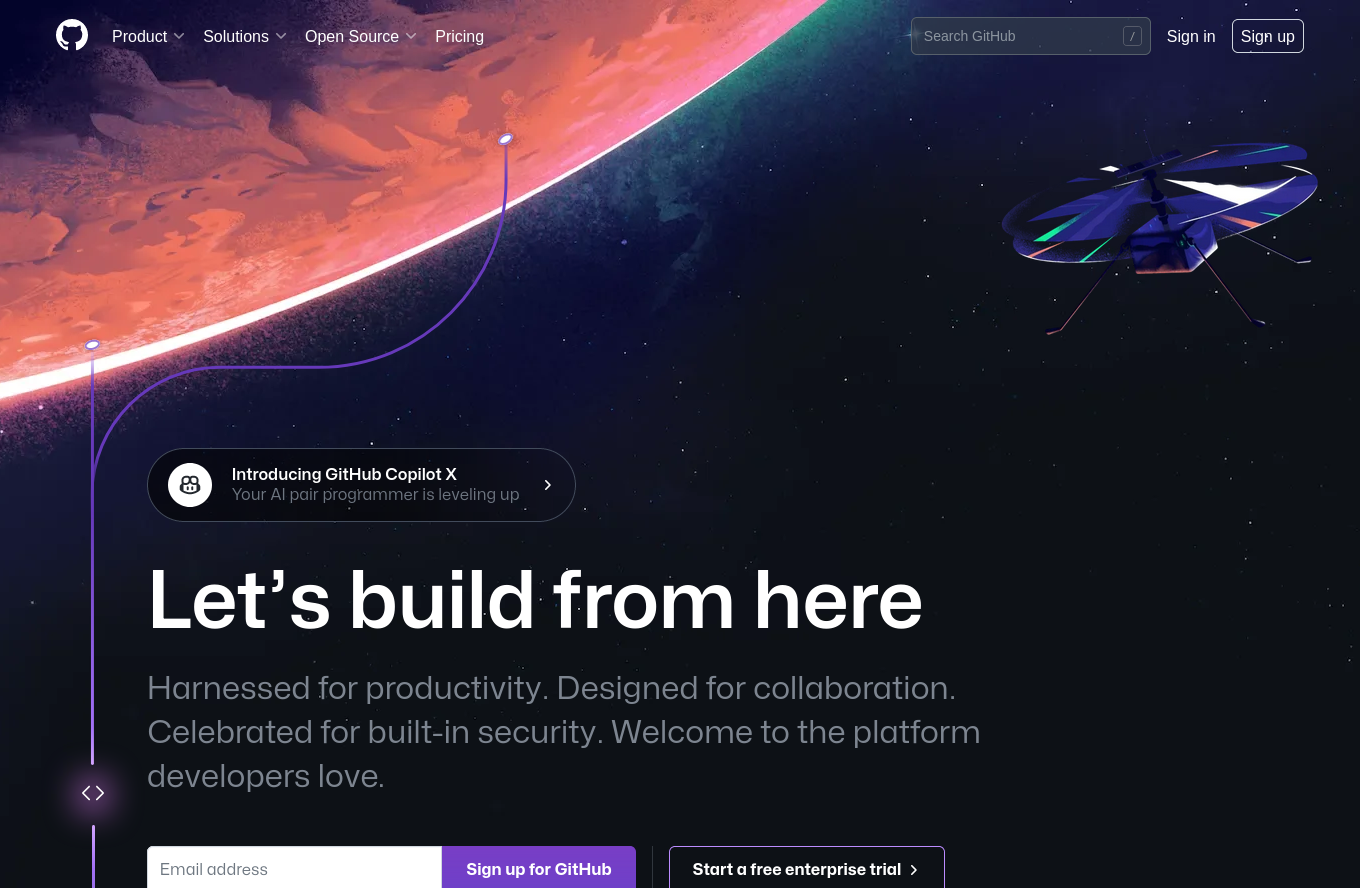 Product
Solutions
Open Source
Pricing
Search GitHub
/
Sign in
Sign up
Introducing GitHub Copilot X
Your AI pair programmer is leveling up
Let’s build from here
Harnessed for productivity. Designed for collaboration.
Celebrated for built-in security. Welcome to the platform
developers love.
Email address
Sign up for GitHub
Start a free enterprise trial